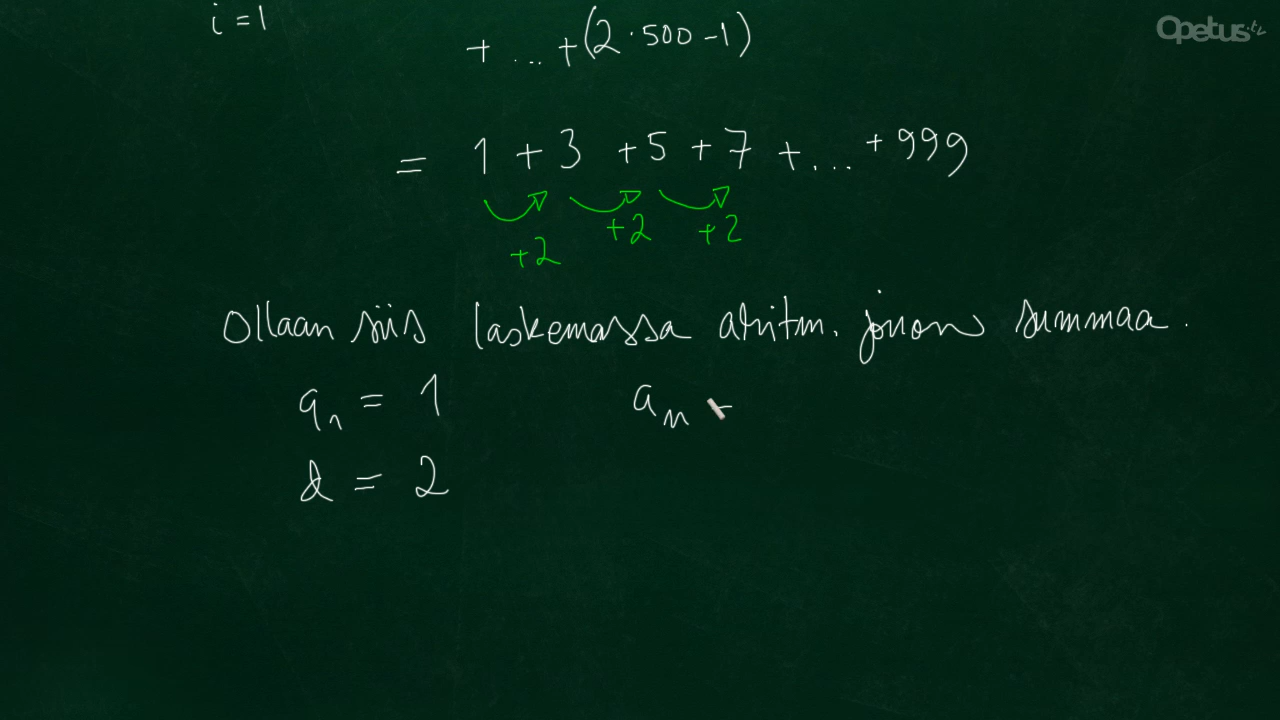 i = 1
Opetus.tv
+ ... + (2 · 500 - 1)
= 1 + 3 + 5 + 7 + ... + 999
+2 +2 +2
Ollaan siis laskemassa aritm. jonon summaa.
a₁ = 1 aₙ =
d = 2